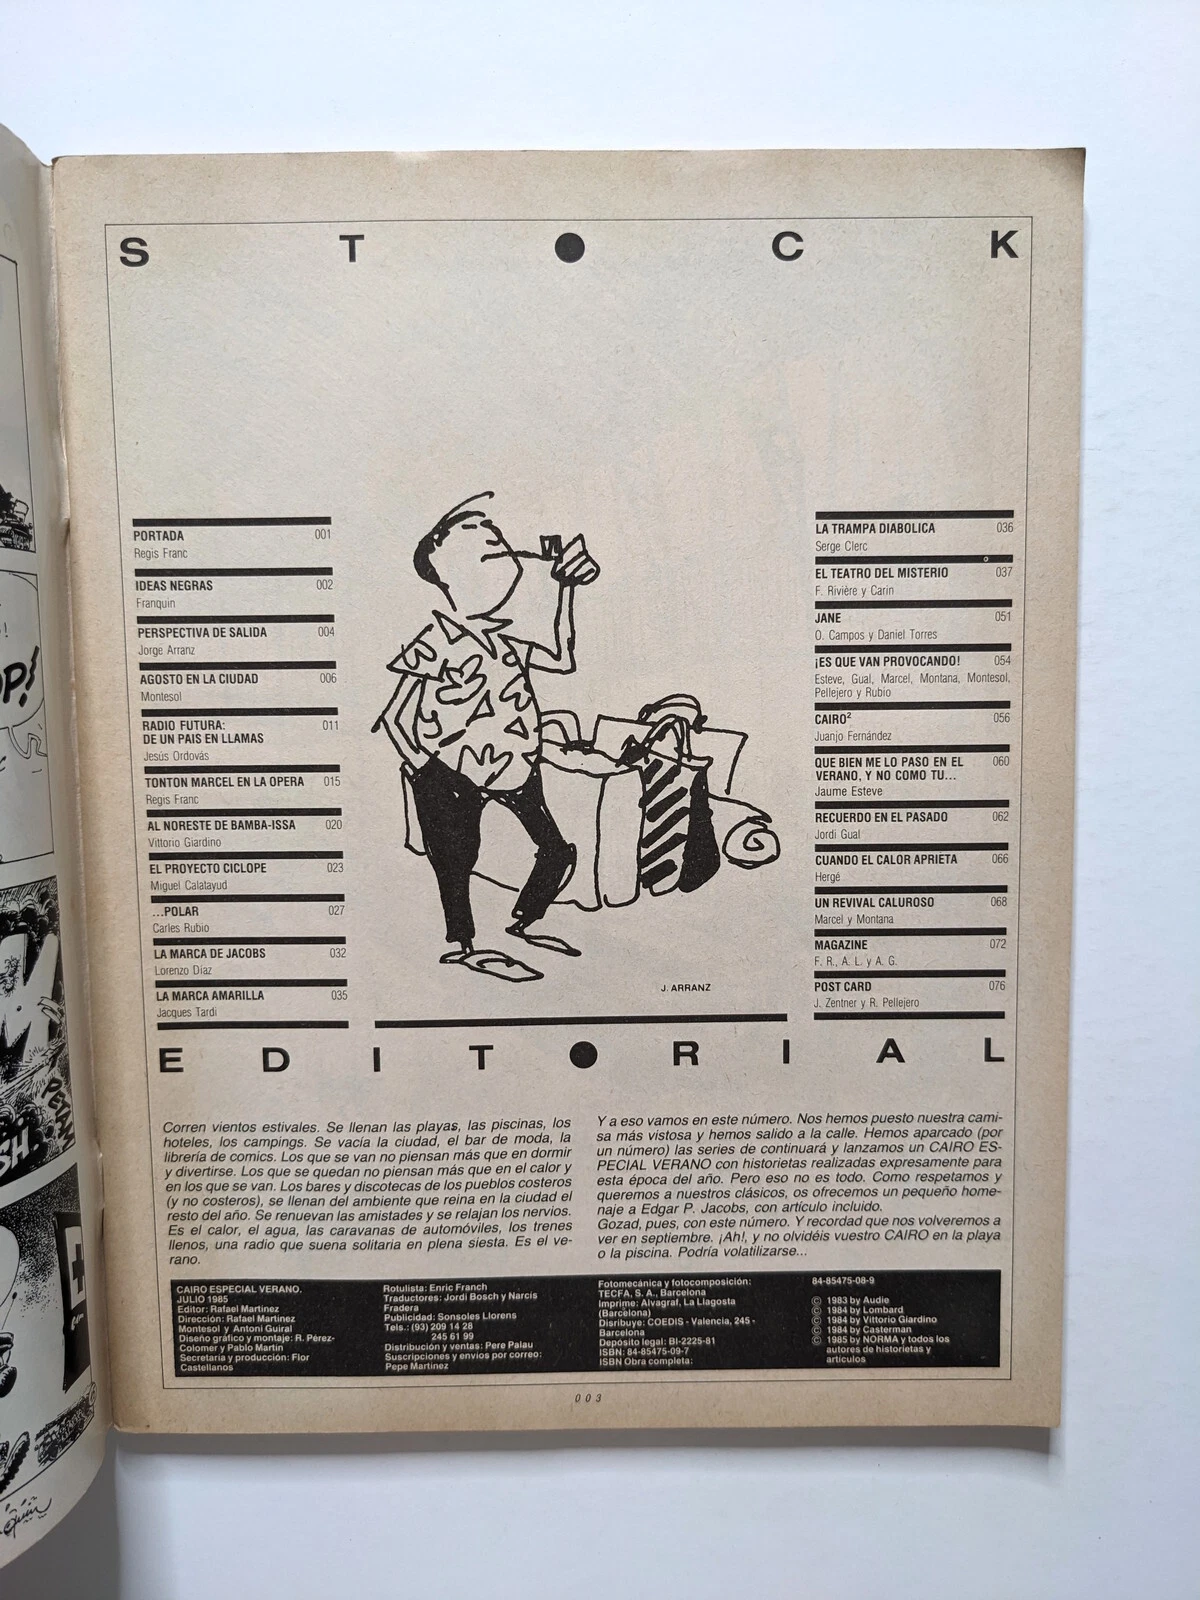 S T O C K
PORTADA 001
Regis Franc
IDEAS NEGRAS 002
Franquin
PERSPECTIVA DE SALIDA 004
Jorge Arranz
AGOSTO EN LA CIUDAD 006
Montesol
RADIO FUTURA: 011
DE UN PAIS EN LLAMAS
Jesús Ordovás
TONTON MARCEL EN LA OPERA 015
Regis Franc
AL NORESTE DE BAMBA-ISSA 020
Vittorio Giardino
EL PROYECTO CICLOPE 023
Miguel Calatayud
...POLAR 027
Carles Rubio
LA MARCA DE JACOBS 032
Lorenzo Díaz
LA MARCA AMARILLA 035
Jacques Tardi
J. ARRANZ
LA TRAMPA DIABOLICA 036
Serge Clerc
EL TEATRO DEL MISTERIO 037
F. Rivière y Carin
JANE 051
O. Campos y Daniel Torres
¡ES QUE VAN PROVOCANDO! 054
Esteve, Gual, Marcel, Montana, Montesol,
Pellejero y Rubio
CAIRO² 056
Juanjo Fernández
QUE BIEN ME LO PASO EN EL 060
VERANO, Y NO COMO TU...
Jaume Esteve
RECUERDO EN EL PASADO 062
Jordi Gual
CUANDO EL CALOR APRIETA 066
Hergé
UN REVIVAL CALUROSO 068
Marcel y Montana
MAGAZINE 072
F. R., A. L. y A. G.
POST CARD 076
J. Zentner y R. Pellejero
E D I T O R I A L
Corren vientos estivales. Se llenan las playas, las piscinas, los
hoteles, los campings. Se vacía la ciudad, el bar de moda, la
librería de comics. Los que se van no piensan más que en dormir
y divertirse. Los que se quedan no piensan más que en el calor y
en los que se van. Los bares y discotecas de los pueblos costeros
(y no costeros), se llenan del ambiente que reina en la ciudad el
resto del año. Se renuevan las amistades y se relajan los nervios.
Es el calor, el agua, las caravanas de automóviles, los trenes
llenos, una radio que suena solitaria en plena siesta. Es el ve-
rano.
Y a eso vamos en este número. Nos hemos puesto nuestra cami-
sa más vistosa y hemos salido a la calle. Hemos aparcado (por
un número) las series de continuará y lanzamos un CAIRO ES-
PECIAL VERANO con historietas realizadas expresamente para
esta época del año. Pero eso no es todo. Como respetamos y
queremos a nuestros clásicos, os ofrecemos un pequeño home-
naje a Edgar P. Jacobs, con artículo incluido.
Gozad, pues, con este número. Y recordad que nos volveremos a
ver en septiembre. ¡Ah!, y no olvidéis vuestro CAIRO en la playa
o la piscina. Podría volatilizarse...
CAIRO ESPECIAL VERANO.
JULIO 1985
Editor: Rafael Martínez
Dirección: Rafael Martínez
Montesol y Antoni Guiral
Diseño gráfico y montaje: R. Pérez-
Colomer y Pablo Martín
Secretaria y producción: Flor
Castellanos
Rotulista: Enric Franch
Traductores: Jordi Bosch y Narcís
Fradera
Publicidad: Sonsoles Llorens
Tels.: (93) 209 14 28
245 61 99
Distribución y ventas: Pere Palau
Suscripciones y envíos por correo:
Pepe Martínez
Fotomecánica y fotocomposición:
TECFA, S. A., Barcelona
Imprime: Alvagraf, La Llagosta
(Barcelona)
Disribuye: COEDIS - Valencia, 245 -
Barcelona
Depósito legal: BI-2225-81
ISBN: 84-85475-09-7
ISBN Obra completa:
84-85475-08-9
© 1983 by Audie
© 1984 by Lombard
© 1984 by Vittorio Giardino
© 1984 by Casterman
© 1985 by NORMA y todos los
autores de historietas y
artículos
003